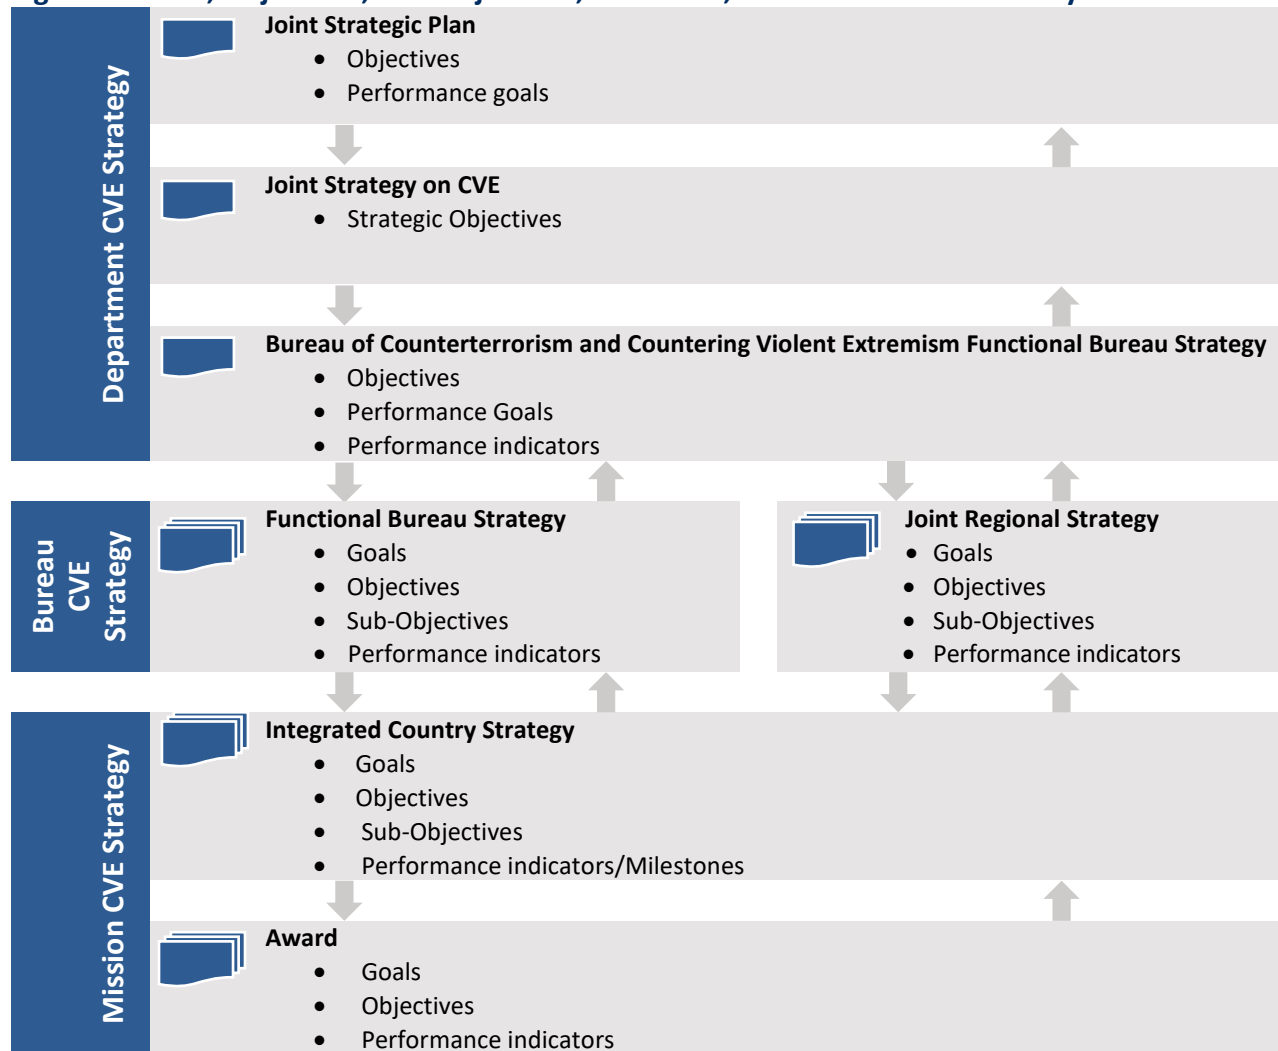 Joint Strategic Plan
• Objectives
• Performance goals
Department CVE Strategy
Joint Strategy on CVE
• Strategic Objectives
Bureau of Counterterrorism and Countering Violent Extremism Functional Bureau Strategy
• Objectives
• Performance Goals
• Performance indicators
Bureau
CVE
Strategy
Functional Bureau Strategy
• Goals
• Objectives
• Sub-Objectives
• Performance indicators
Joint Regional Strategy
• Goals
• Objectives
• Sub-Objectives
• Performance indicators
Mission CVE Strategy
Integrated Country Strategy
• Goals
• Objectives
• Sub-Objectives
• Performance indicators/Milestones
Award
• Goals
• Objectives
• Performance indicators